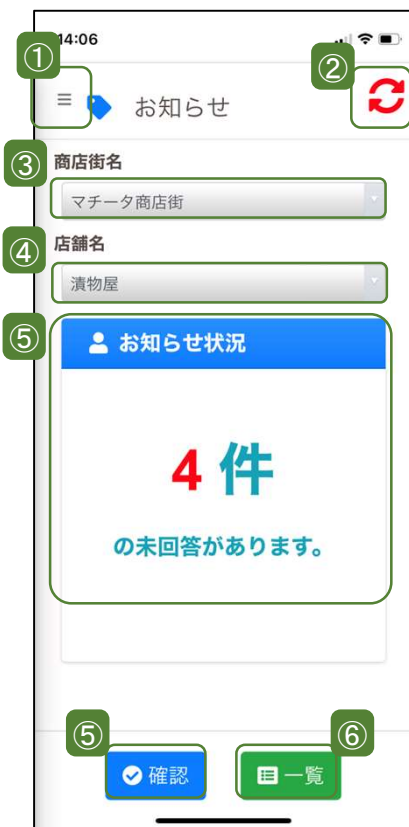 14:06
①
②
お知らせ
③
商店街名
マチータ商店街
④
店舗名
漬物屋
⑤
お知らせ状況
4 件
の未回答があります。
⑤
⑥
確認
一覧